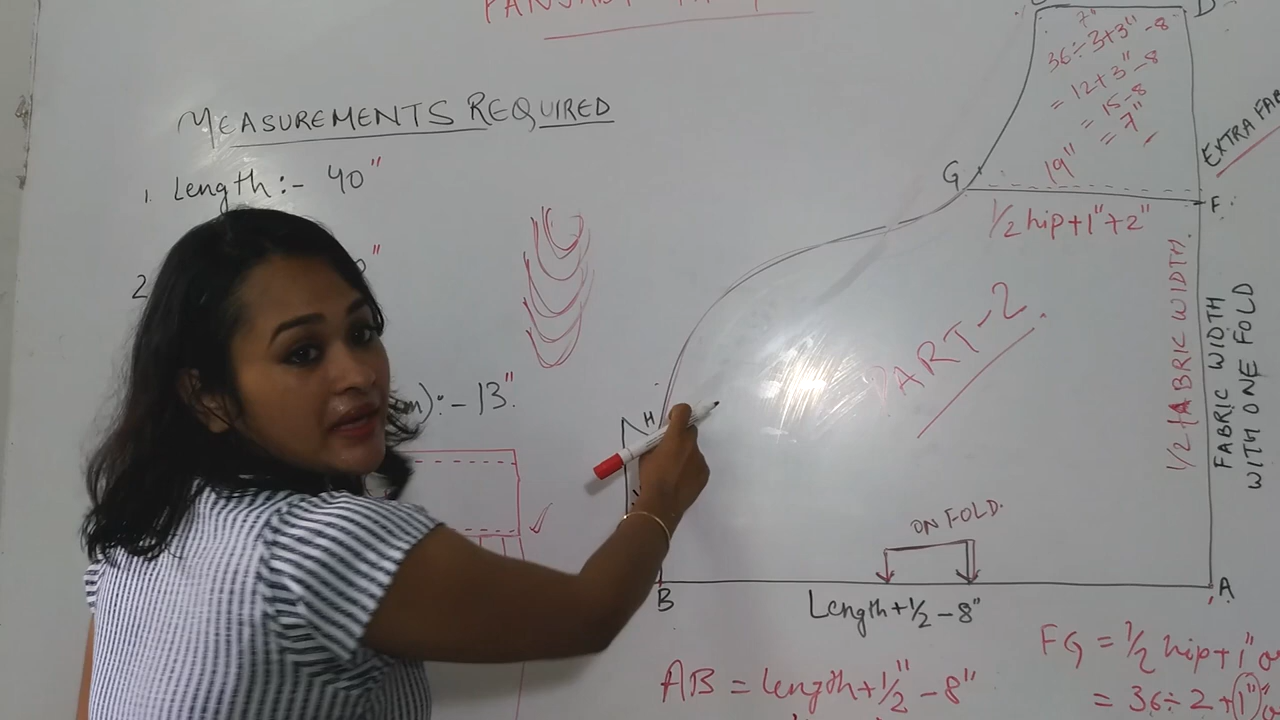 MEASUREMENTS REQUIRED
1. Length:- 40"
2
):- 13".
D
7"
36÷3+3"-8
= 12+3"-8
= 15-8
= 7"
19"
G
F
1/2 hip+1"+2"
EXTRA
PART-2
1/2 FABRIC WIDTH.
FABRIC WIDTH
WITH ONE FOLD
H
ON FOLD.
B
A
Length+1/2-8"
AB = length+1/2"-8"
FG = 1/2 hip+1"
= 36÷2+1"